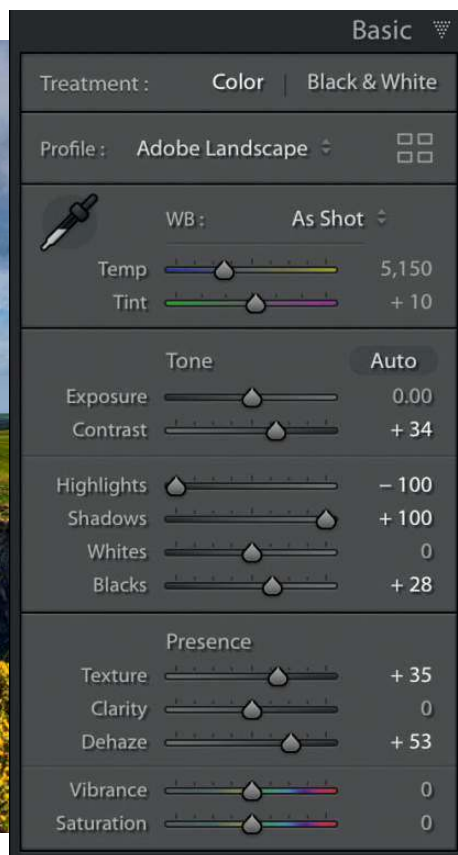 Basic
Treatment : Color | Black & White
Profile : Adobe Landscape
WB : As Shot
Temp 5,150
Tint + 10
Tone Auto
Exposure 0.00
Contrast + 34
Highlights – 100
Shadows + 100
Whites 0
Blacks + 28
Presence
Texture + 35
Clarity 0
Dehaze + 53
Vibrance 0
Saturation 0